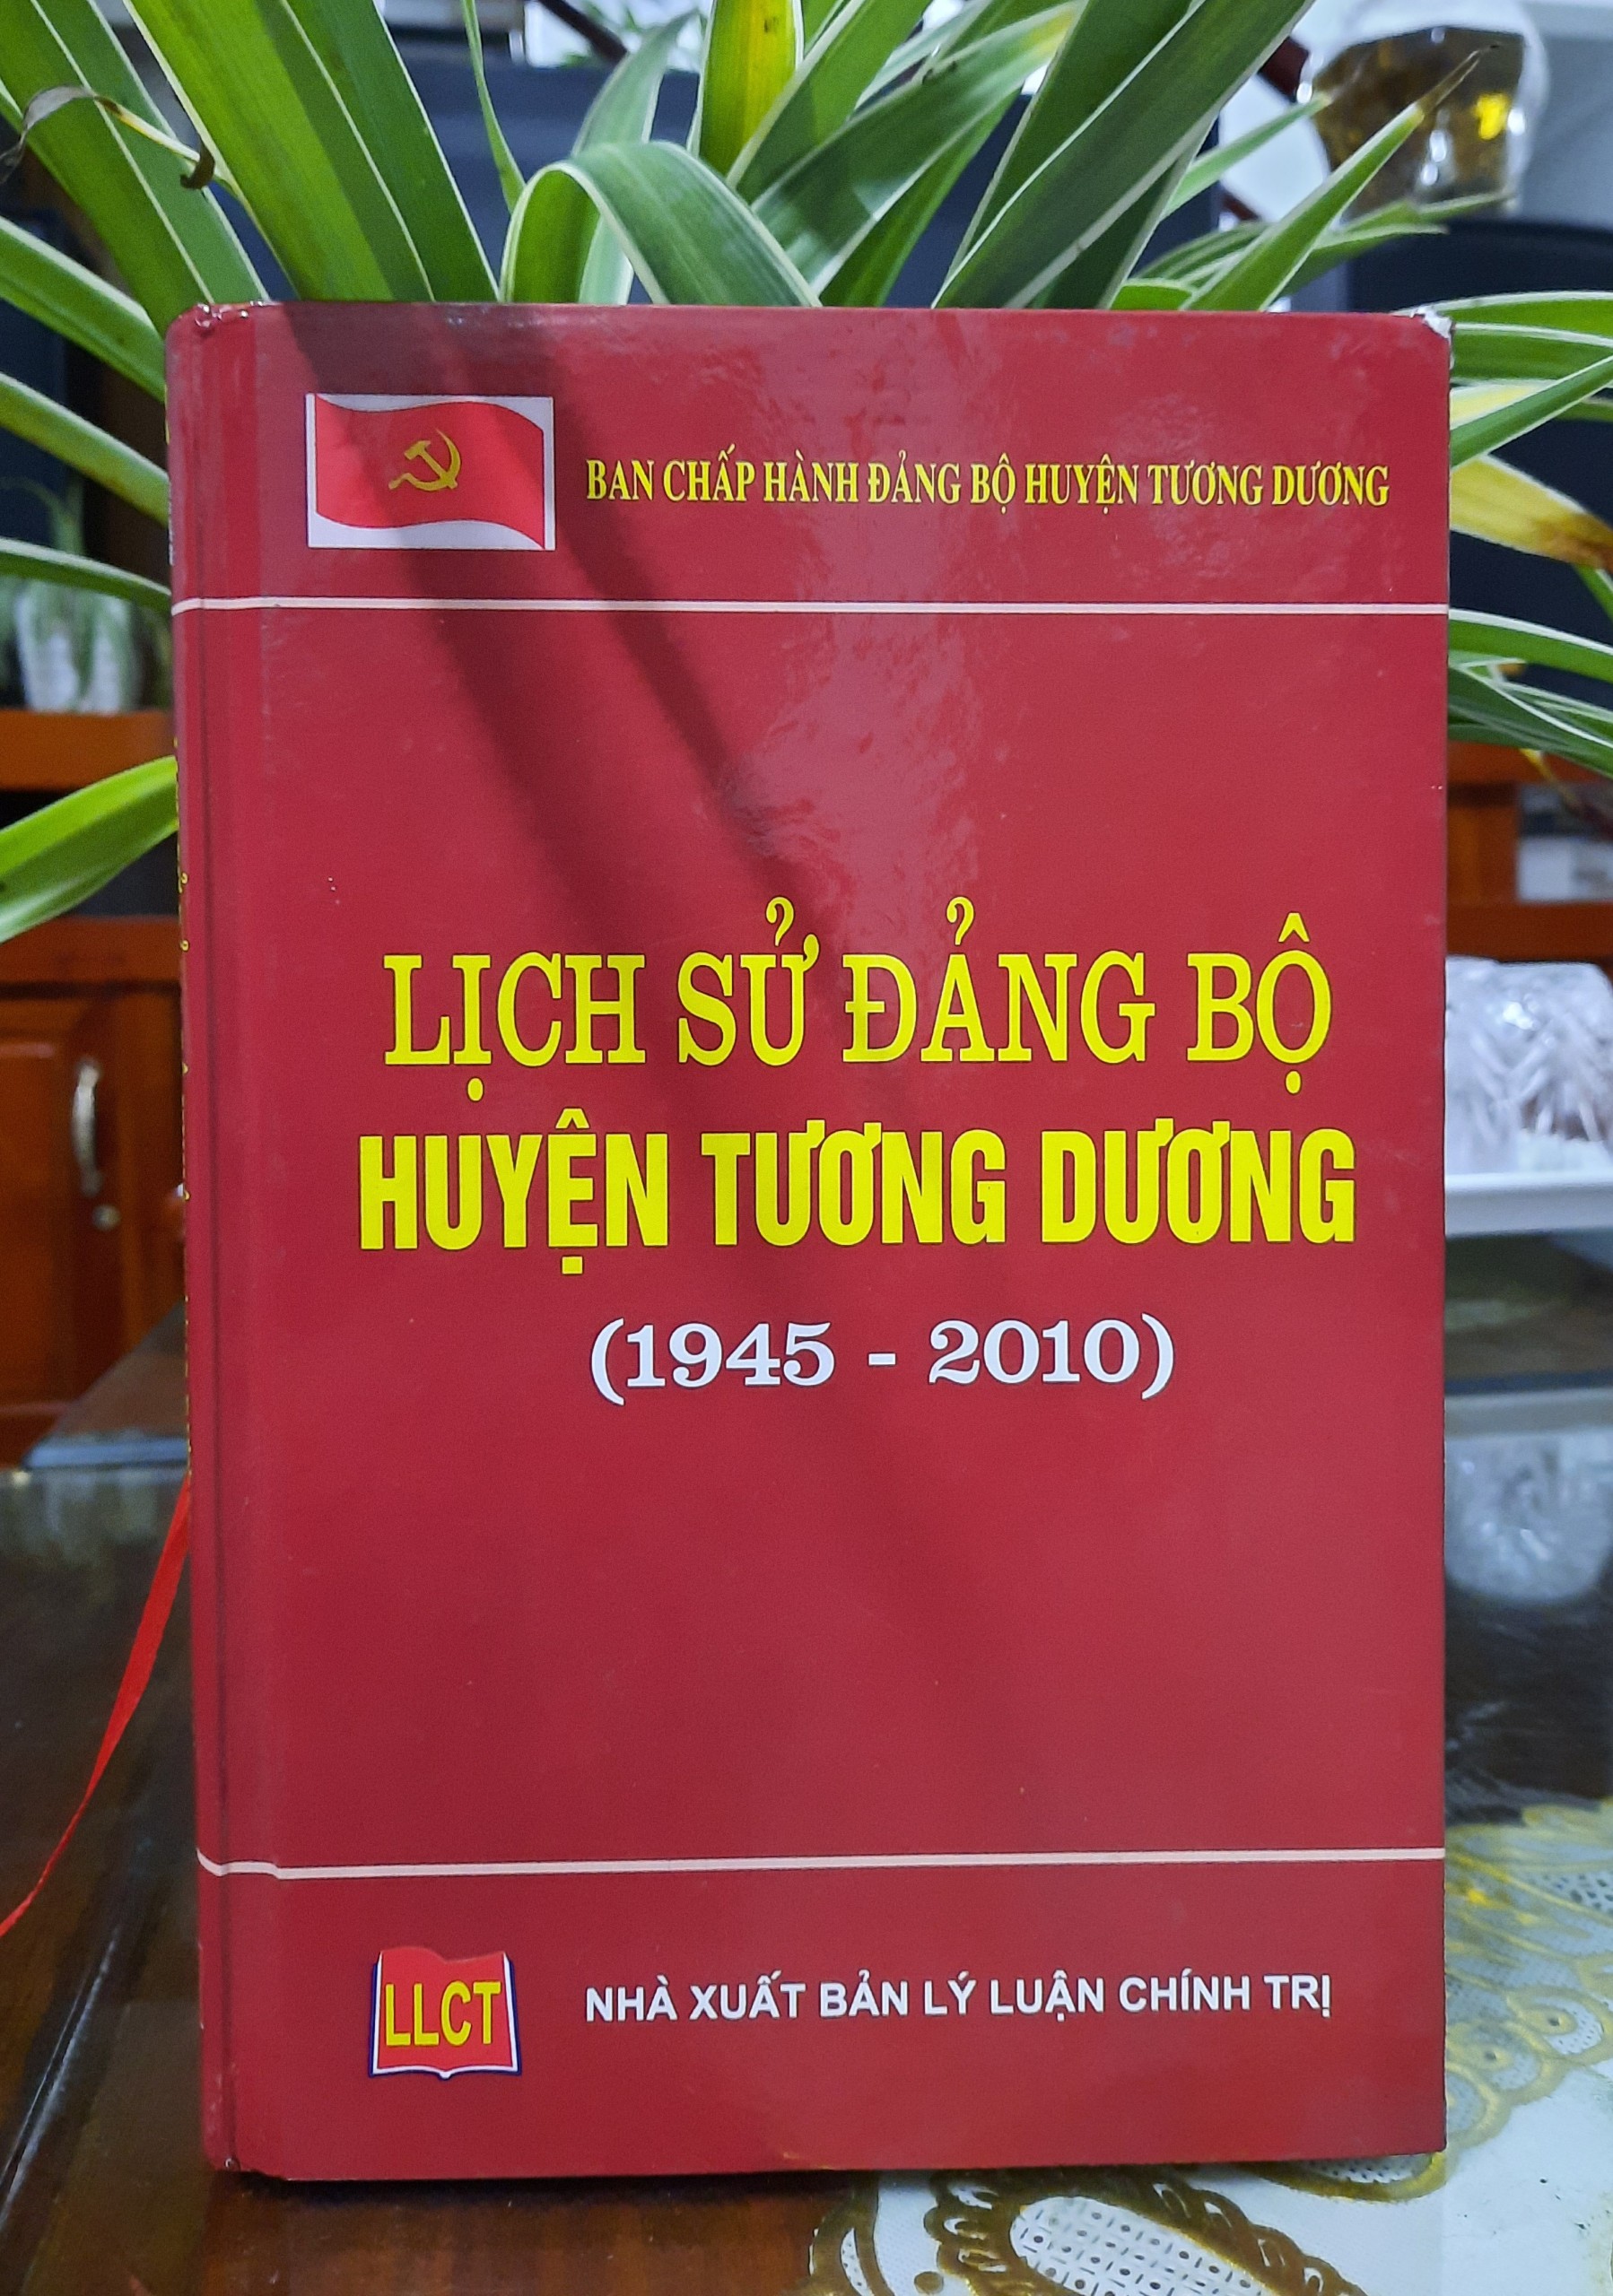 BAN CHẤP HÀNH ĐẢNG BỘ HUYỆN TƯƠNG DƯƠNG
LỊCH SỬ ĐẢNG BỘ
HUYỆN TƯƠNG DƯƠNG
(1945 - 2010)
LLCT
NHÀ XUẤT BẢN LÝ LUẬN CHÍNH TRỊ